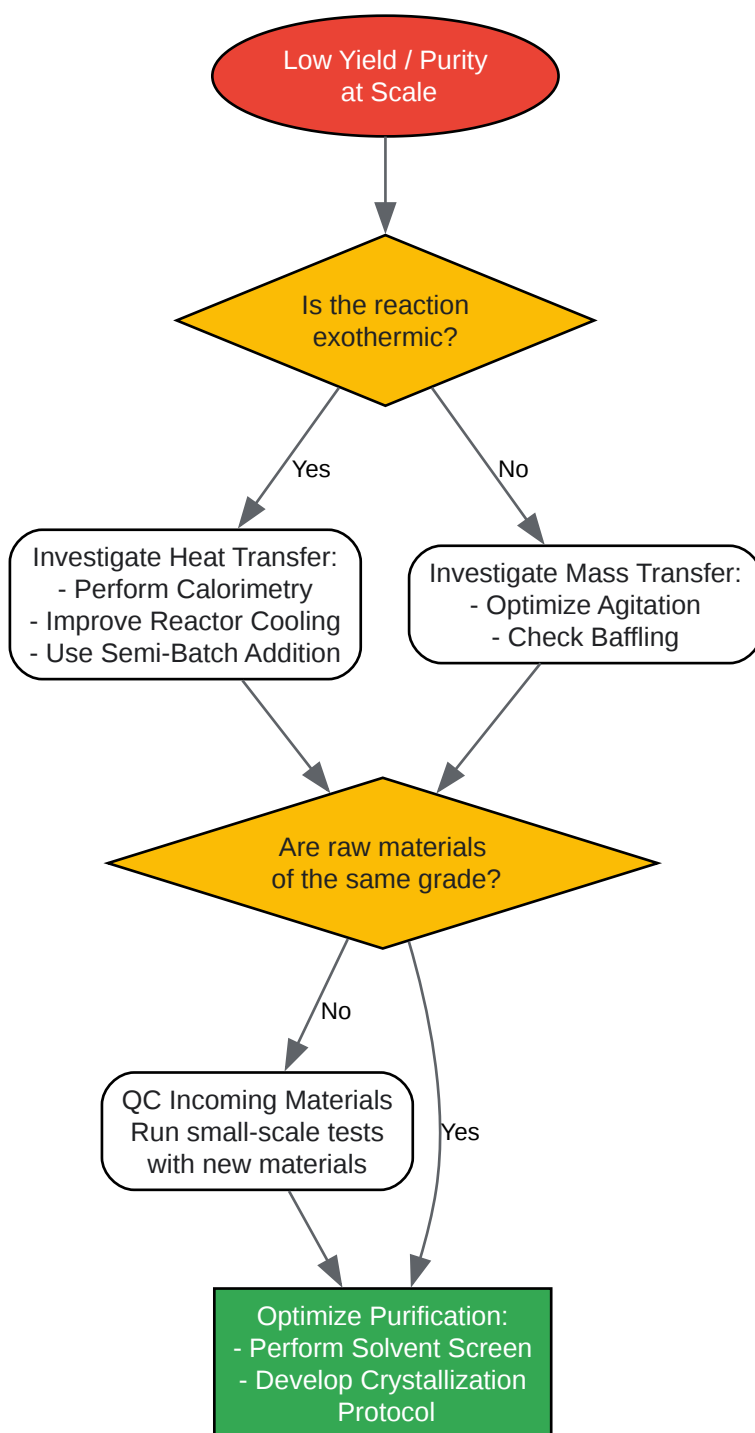 Low Yield / Purity
at Scale
Is the reaction
exothermic?
Yes
No
Investigate Heat Transfer:
- Perform Calorimetry
- Improve Reactor Cooling
- Use Semi-Batch Addition
Investigate Mass Transfer:
- Optimize Agitation
- Check Baffling
Are raw materials
of the same grade?
No
Yes
QC Incoming Materials
Run small-scale tests
with new materials
Optimize Purification:
- Perform Solvent Screen
- Develop Crystallization
Protocol